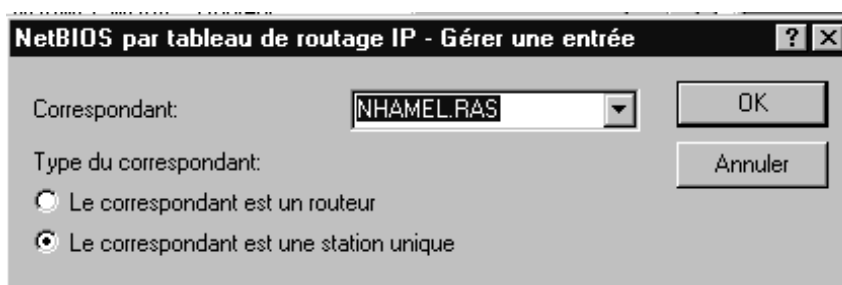 NetBIOS par tableau de routage IP - Gérer une entrée
Correspondant: NHAMEL.RAS OK
Type du correspondant: Annuler
Le correspondant est un routeur
Le correspondant est une station unique